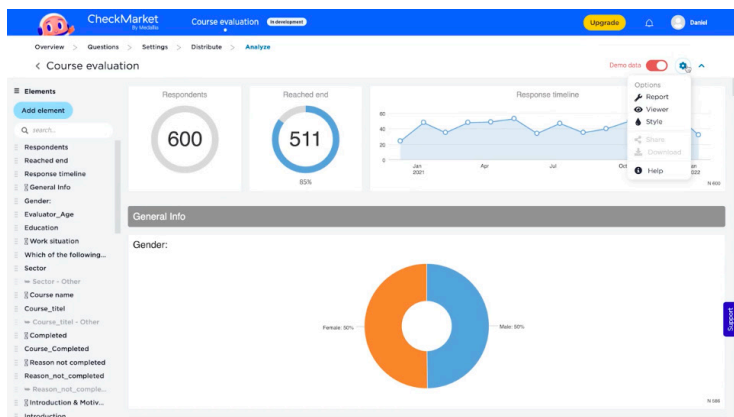 CheckMarket
By Medallia
Course evaluation
in development
Upgrade
Daniel
Overview > Questions > Settings > Distribute > Analyze
< Course evaluation
Demo data
Elements
Add element
search...
Respondents
Reached end
Response timeline
General Info
Gender:
Evaluator_Age
Education
Work situation
Which of the following...
Sector
Sector - Other
Course name
Course_titel
Course_titel - Other
Completed
Course_Completed
Reason not completed
Reason_not_completed
Reason_not_comple...
Introduction & Motiv...
Introduction
Respondents
600
Reached end
511
85%
Response timeline
60
40
20
0
Jan
2021
Apr
Jul
N 600
Options
Report
Viewer
Style
Share
Download
Help
General Info
Gender:
Female: 50%
Male: 50%
N 586
Support